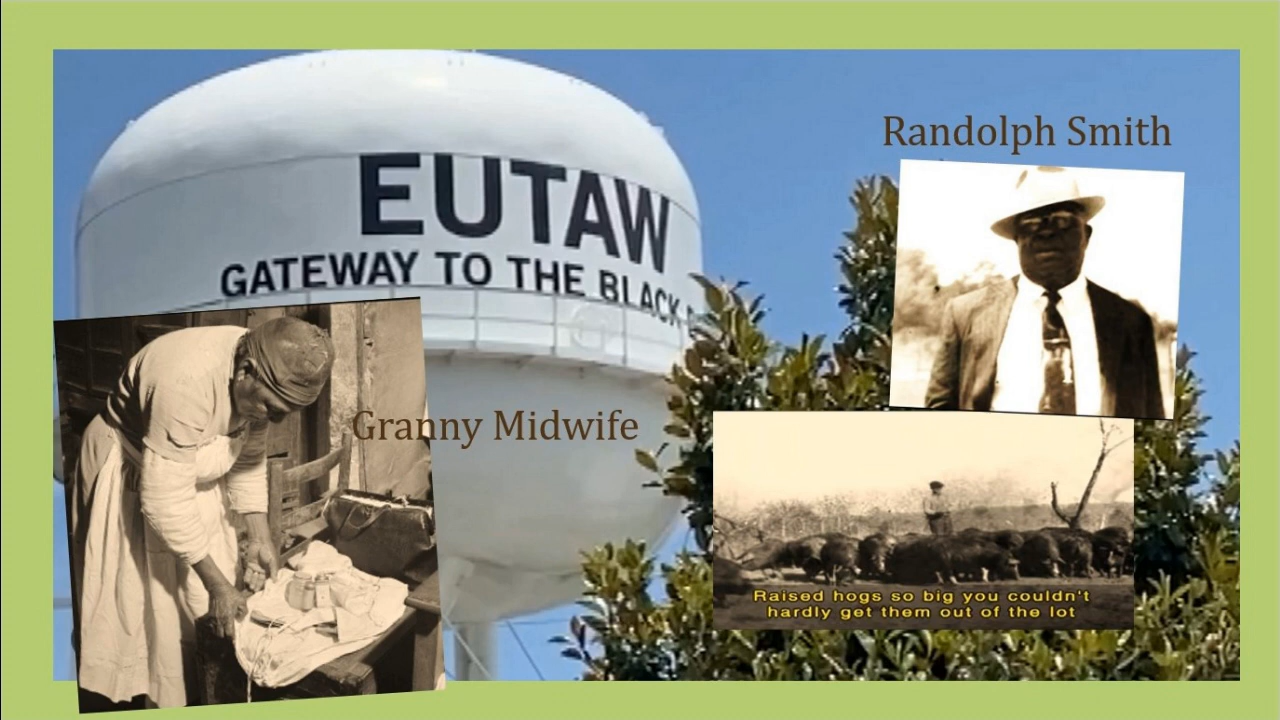 EUTAW
GATEWAY TO THE BLACK
Randolph Smith
Granny Midwife
Raised hogs so big you couldn't
hardly get them out of the lot